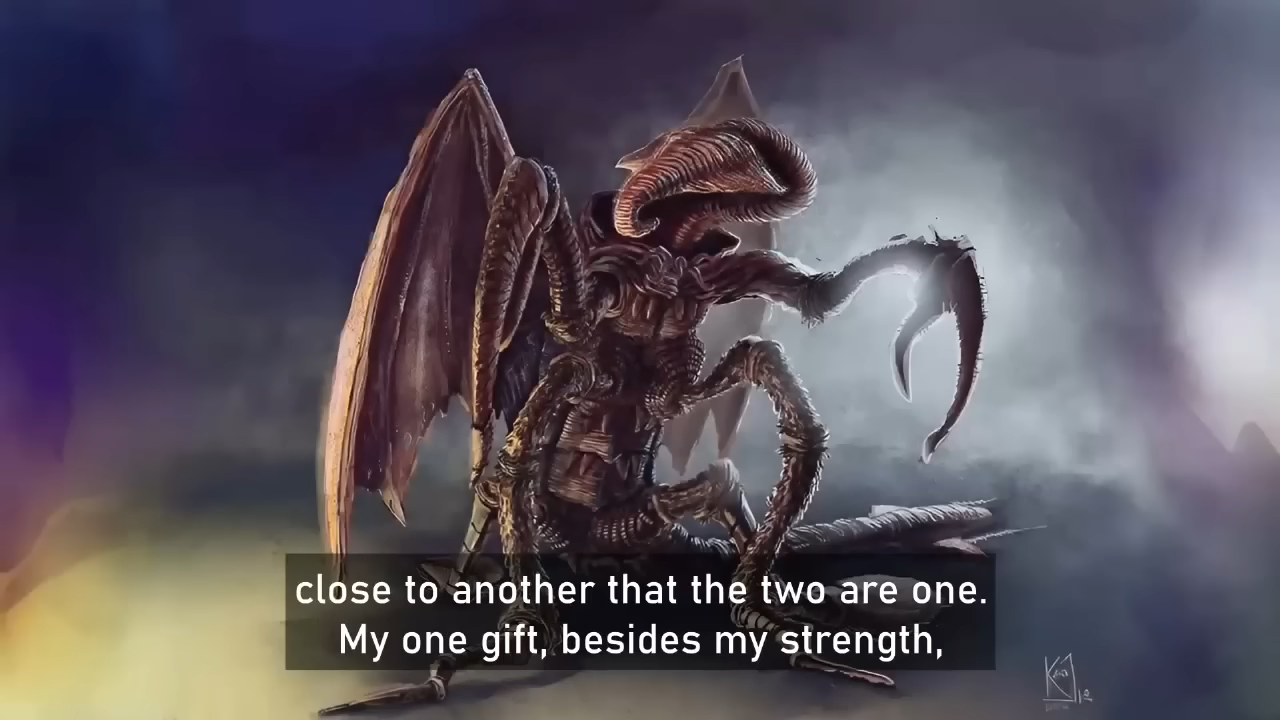 close to another that the two are one.
My one gift, besides my strength,